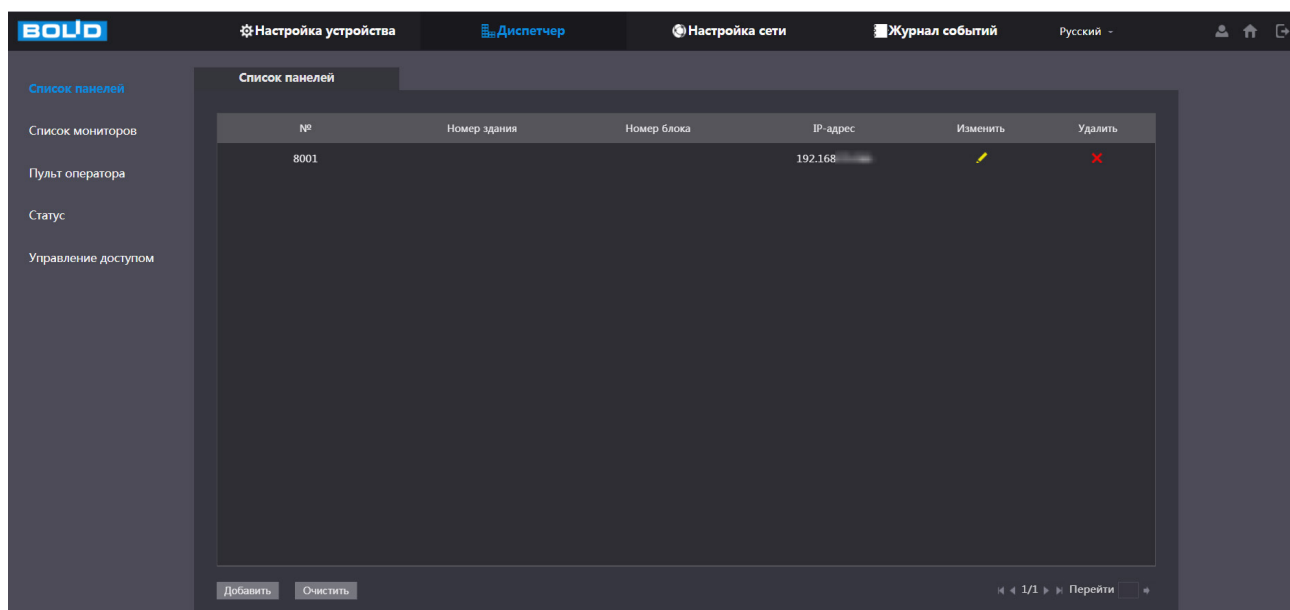 BOLID Настройка устройства Диспетчер Настройка сети Журнал событий Русский
Список панелей
Список панелей
Список мониторов
Пульт оператора
Статус
Управление доступом
№ Номер здания Номер блока IP-адрес Изменить Удалить
8001 192.168
Добавить Очистить 1/1 Перейти